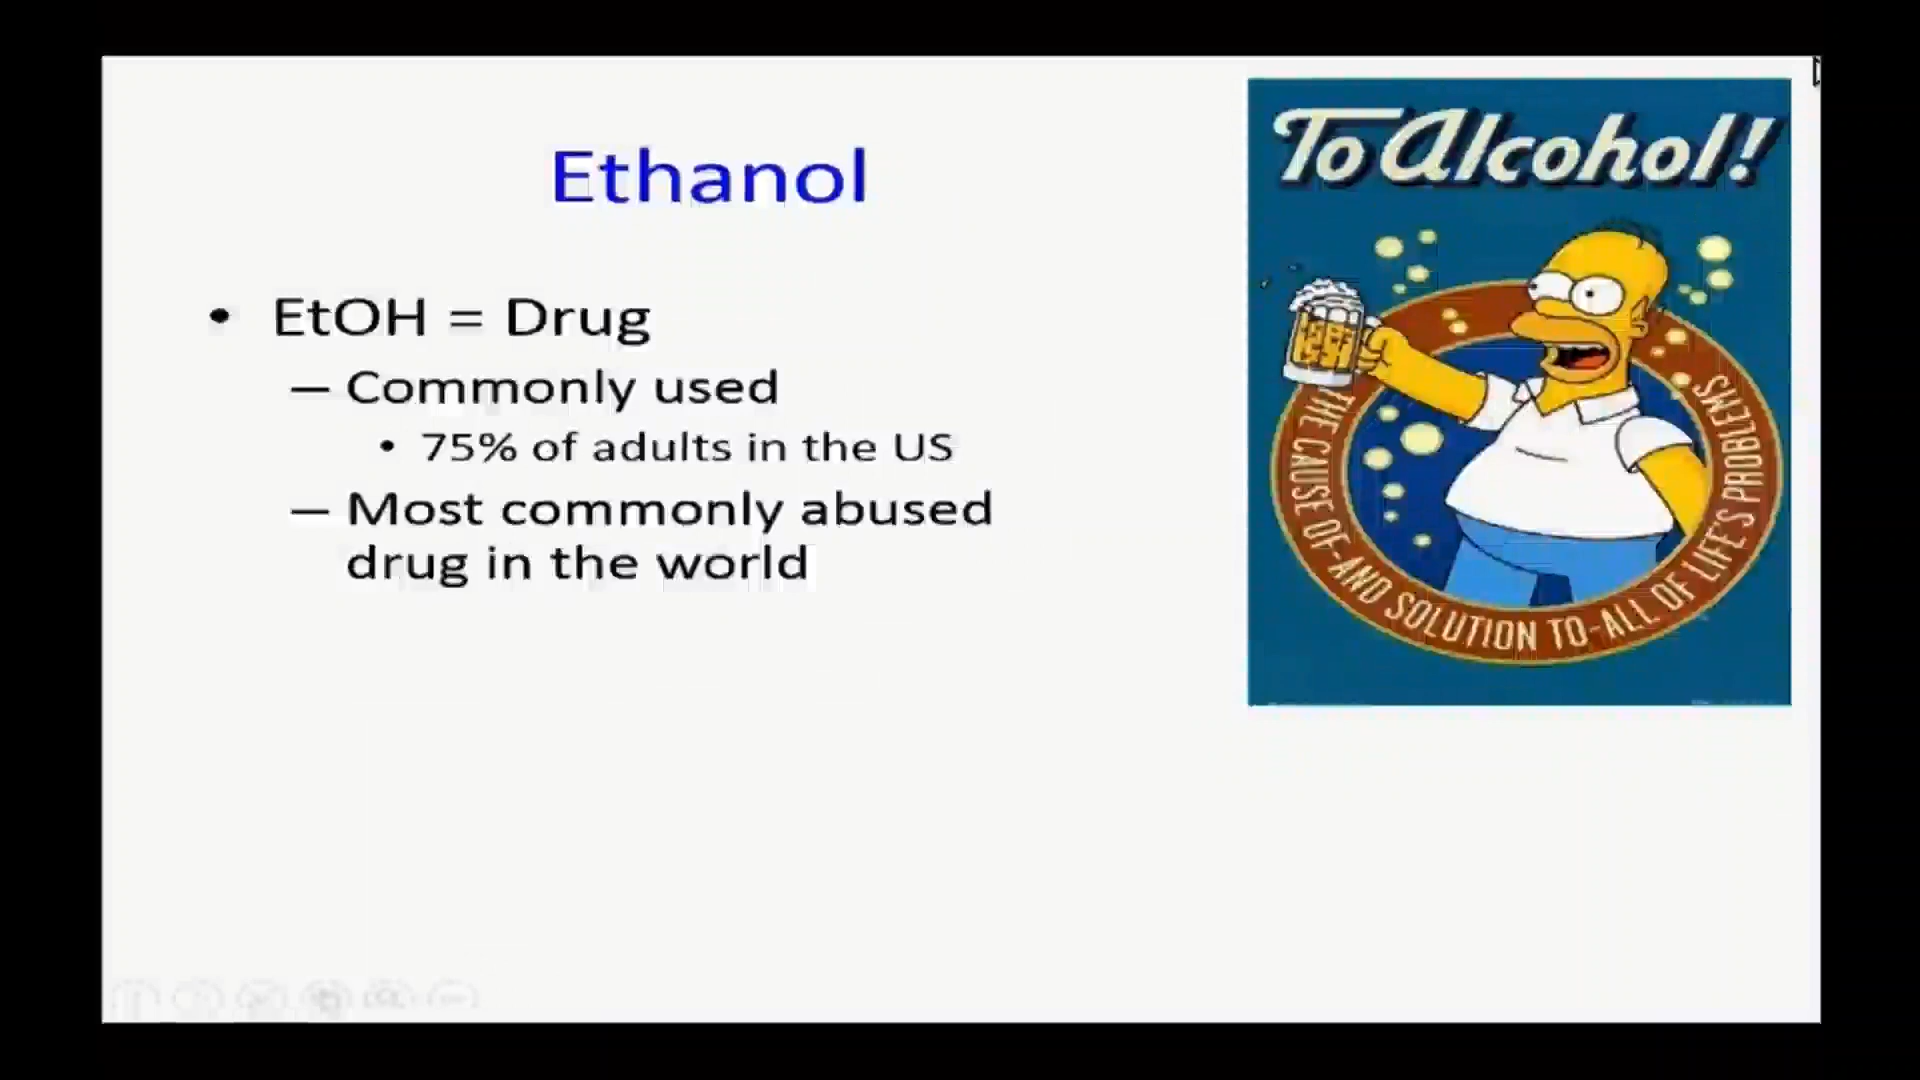 Ethanol
• EtOH = Drug
– Commonly used
• 75% of adults in the US
– Most commonly abused
drug in the world
To Alcohol!
THE CAUSE OF-AND SOLUTION TO-ALL OF LIFE'S PROBLEMS